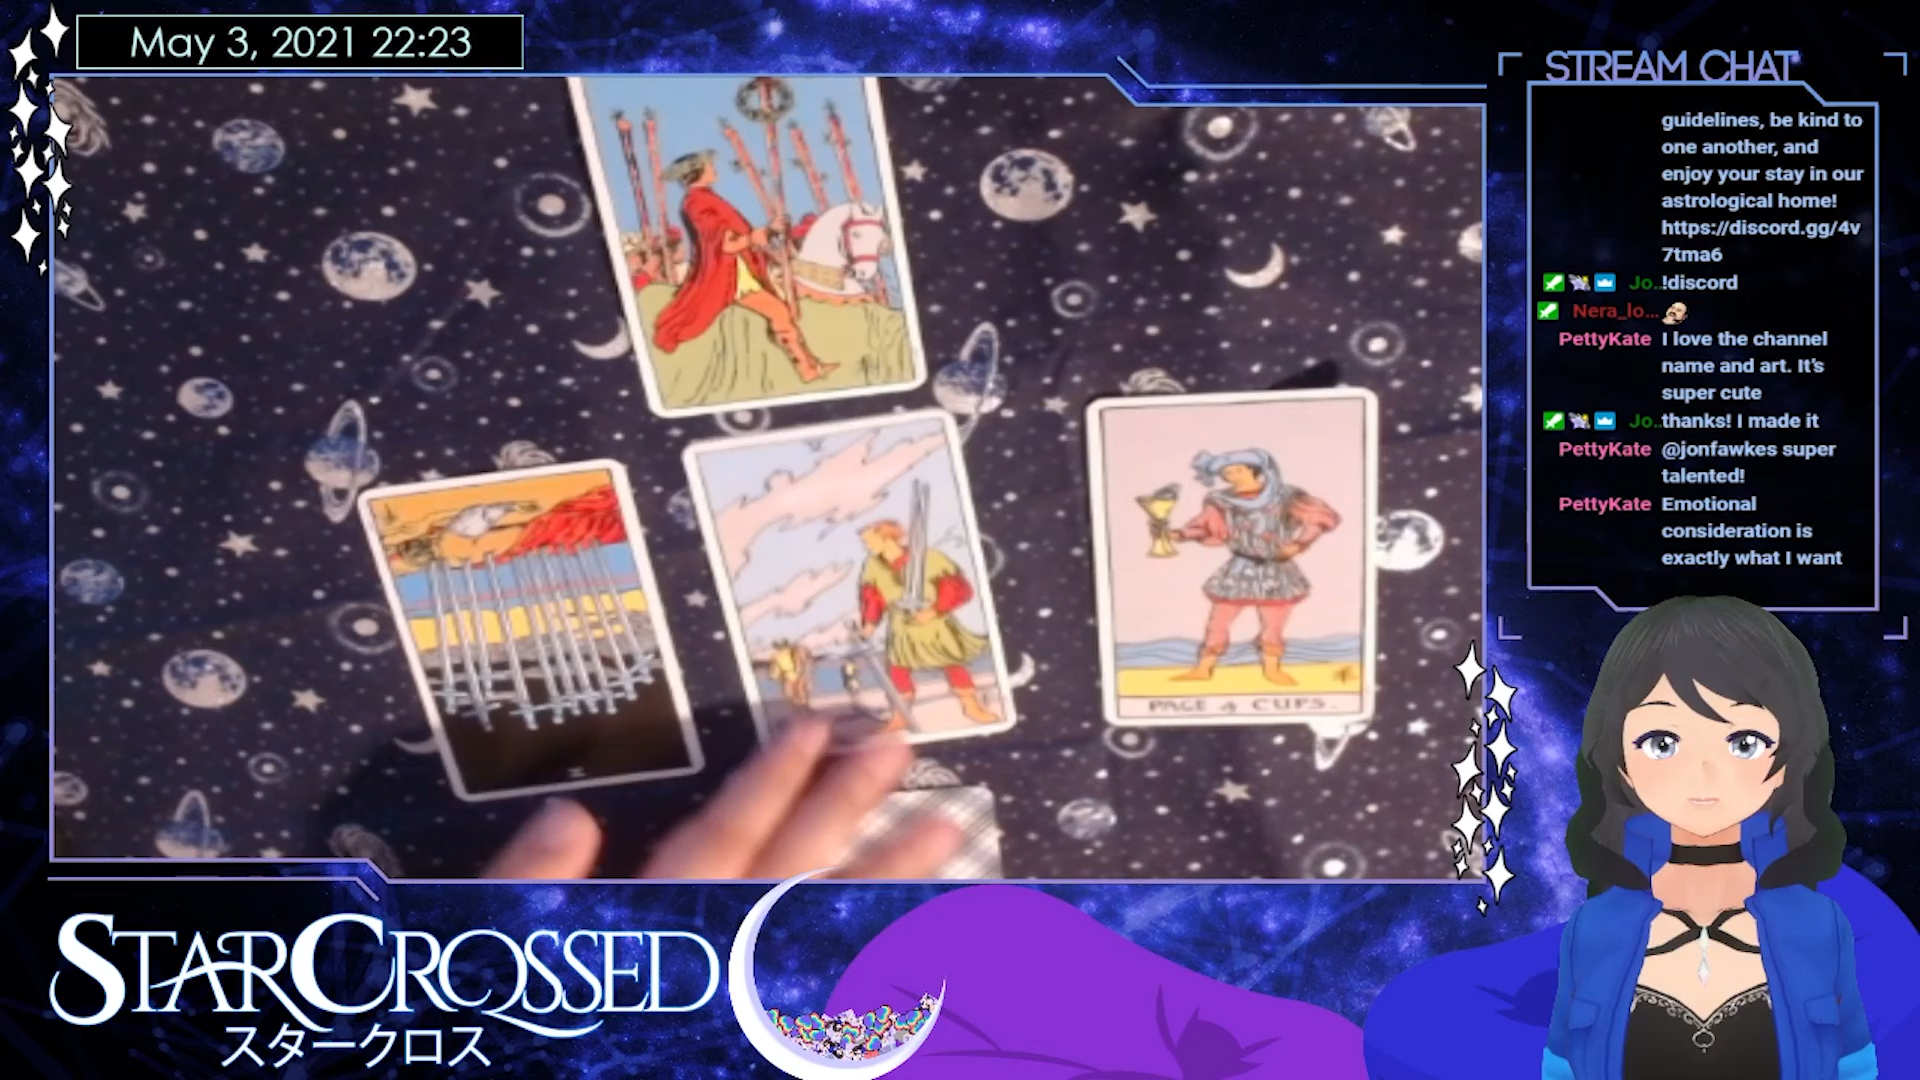 May 3, 2021 22:23
STREAM CHAT
guidelines, be kind to
one another, and
enjoy your stay in our
astrological home!
https://discord.gg/4v
7tma6
Jo..!discord
Nera_lo...
PettyKate I love the channel
name and art. It's
super cute
Jo..thanks! I made it
PettyKate @jonfawkes super
talented!
PettyKate Emotional
consideration is
exactly what I want
PAGE of CUPS.
X
STARCROSSED
スタークロス